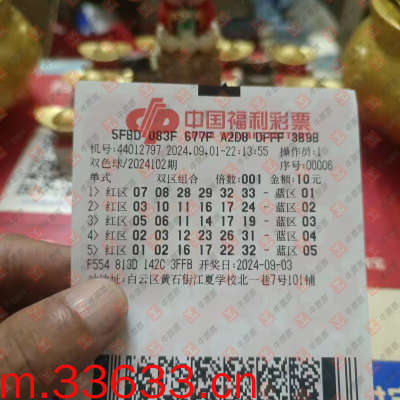 中国福利彩票
5F8D 083F 677F A2D8 DFFF 3898
机号:44012797 2024.09.01-22:13:55 操作员:1
双色球/2024102期 序号:00006
单式 双区组合 倍数:001 金额:10元
1> 红区 07 08 28 29 32 33 - 蓝区 01
2> 红区 03 10 11 16 24 27 - 蓝区 02
3> 红区 05 06 11 14 17 19 - 蓝区 03
4> 红区 02 03 12 23 26 31 - 蓝区 04
5> 红区 01 02 16 17 22 32 - 蓝区 05
F554 813D 142C 3FFB 开奖日:2024-09-03
地址:白云区黄石街江夏学校北一巷7号101铺
m.33633.cn